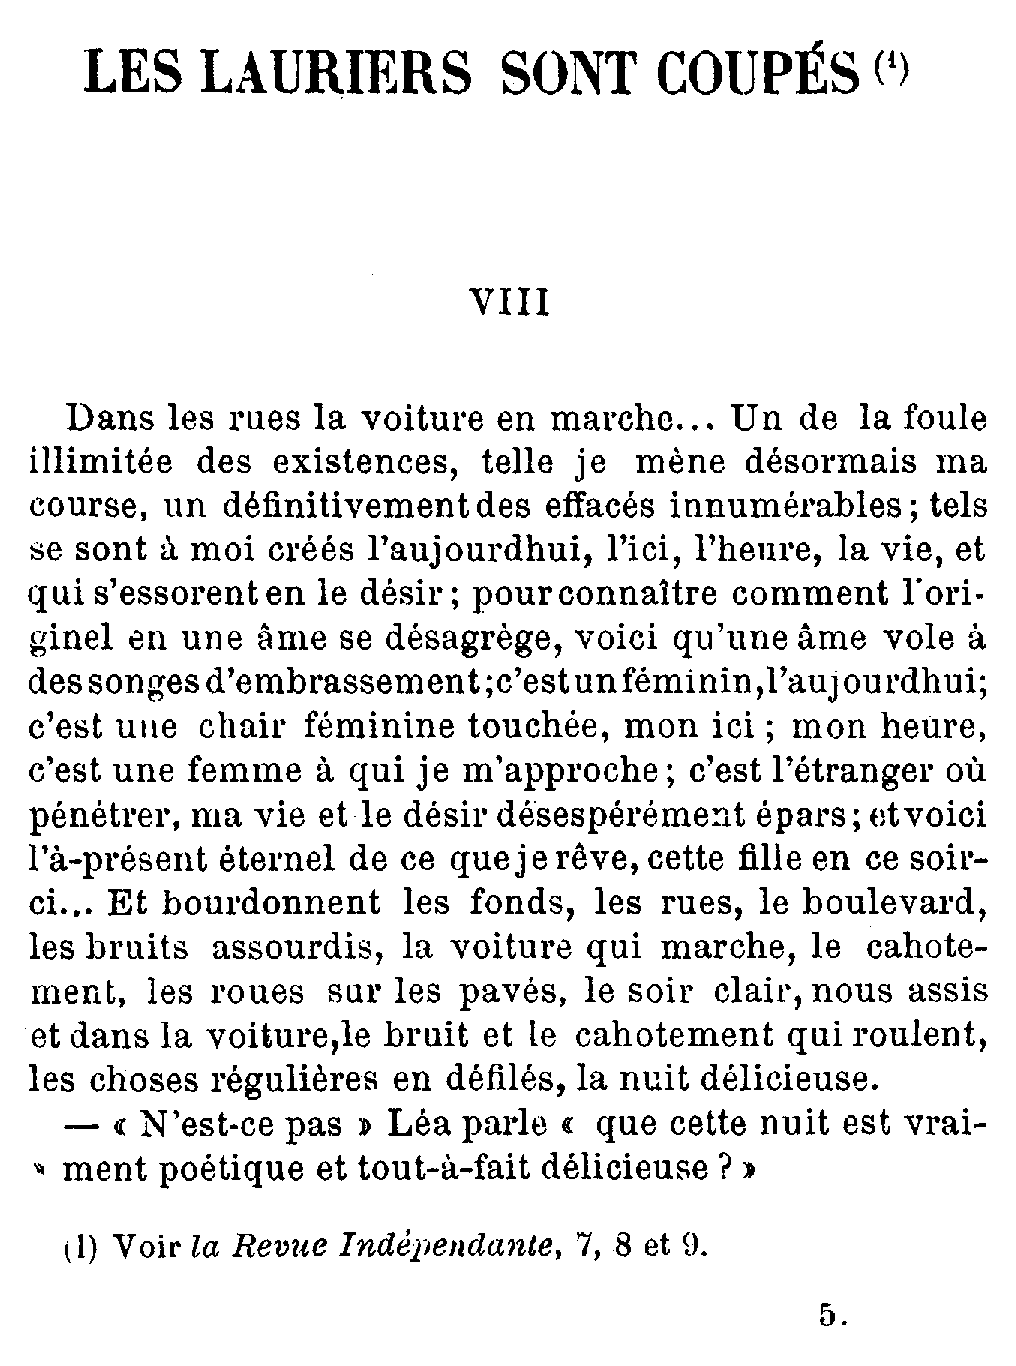 LES LAURIERS SONT COUPÉS (1)
VIII
Dans les rues la voiture en marche... Un de la foule
illimitée des existences, telle je mène désormais ma
course, un définitivement des effacés innumérables; tels
se sont à moi créés l'aujourdhui, l'ici, l'heure, la vie, et
qui s'essorent en le désir; pour connaître comment l'ori-
ginel en une âme se désagrège, voici qu'une âme vole à
des songes d'embrassement; c'est un féminin, l'aujourdhui;
c'est une chair féminine touchée, mon ici; mon heure,
c'est une femme à qui je m'approche; c'est l'étranger où
pénétrer, ma vie et le désir désespérément épars; et voici
l'à-présent éternel de ce que je rêve, cette fille en ce soir-
ci... Et bourdonnent les fonds, les rues, le boulevard,
les bruits assourdis, la voiture qui marche, le cahote-
ment, les roues sur les pavés, le soir clair, nous assis
et dans la voiture, le bruit et le cahotement qui roulent,
les choses régulières en défilés, la nuit délicieuse.
— « N'est-ce pas » Léa parle « que cette nuit est vrai-
« ment poétique et tout-à-fait délicieuse ? »
(1) Voir la Revue Indépendante, 7, 8 et 9.
5.